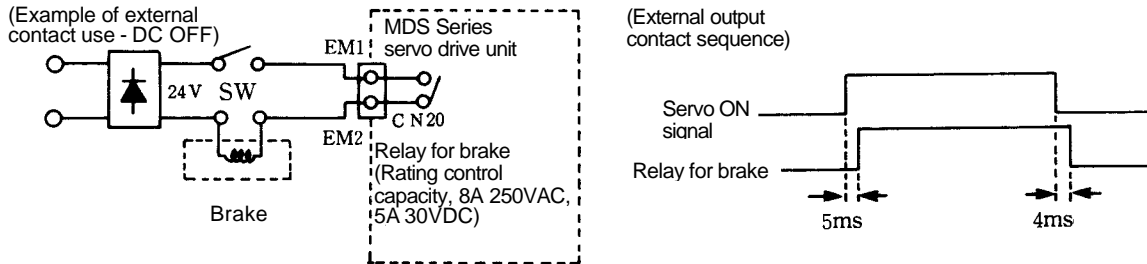 (Example of external
contact use - DC OFF)
EM1
MDS Series
servo drive unit
24V
SW
C N20
EM2
Relay for brake
(Rating control
capacity, 8A 250VAC,
5A 30VDC)
Brake
(External output
contact sequence)
Servo ON
signal
Relay for brake
5ms
4ms